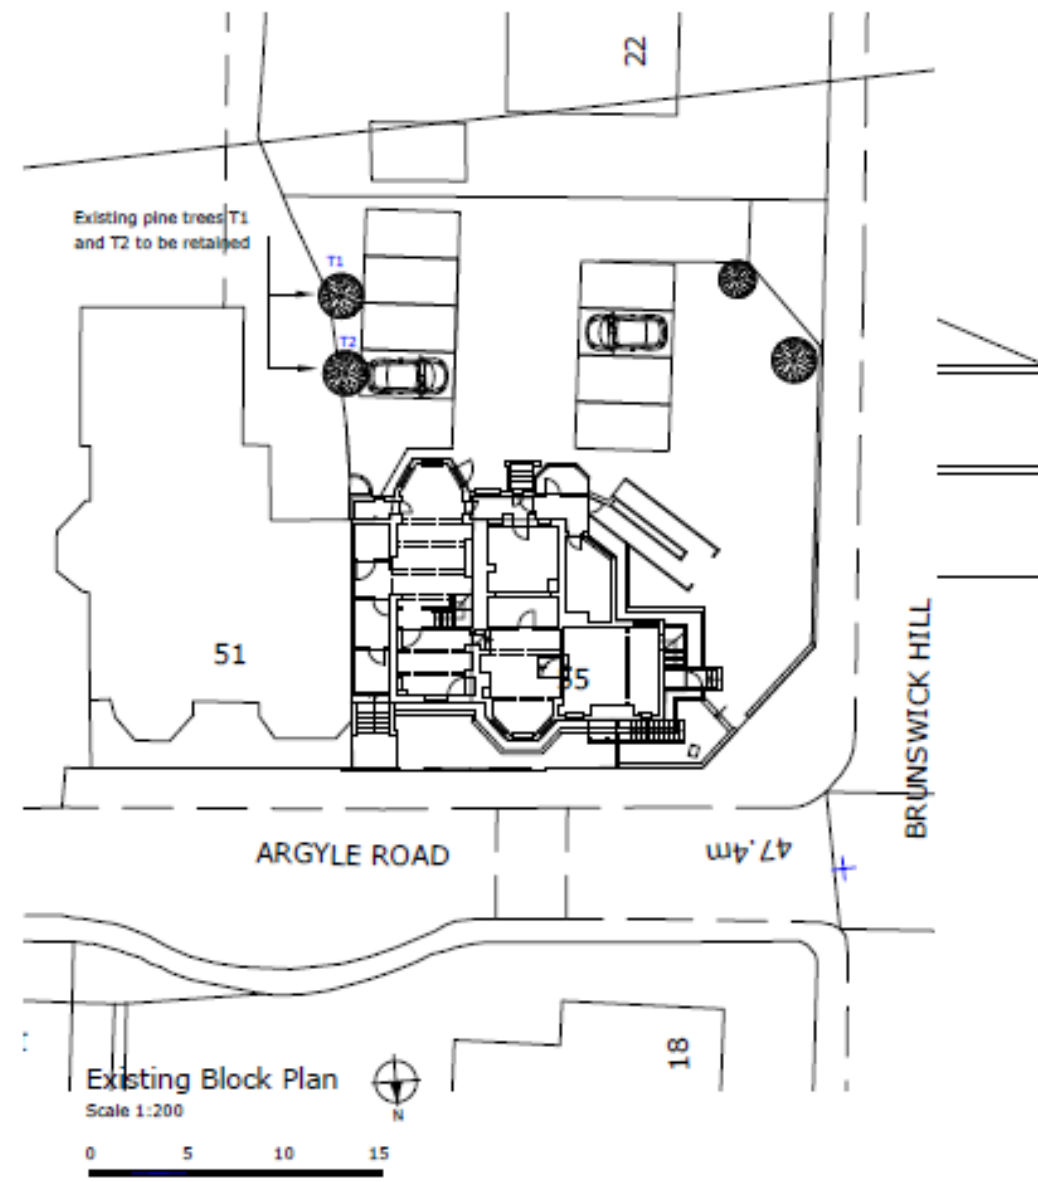 22
Existing pine trees T1
and T2 to be retained
T1
T2
51
55
BRUNSWICK HILL
ARGYLE ROAD
47.4m
18
Existing Block Plan
Scale 1:200
N
0 5 10 15